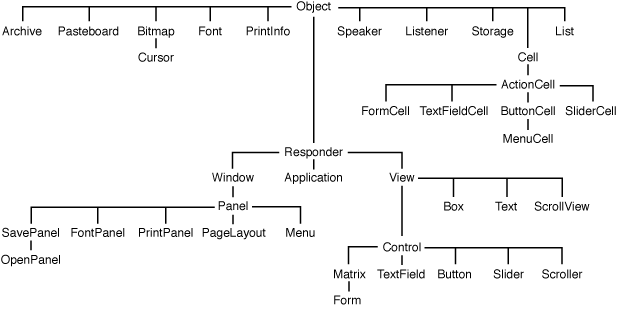 Object
Archive Pasteboard Bitmap Font PrintInfo Speaker Listener Storage List
Cursor Cell
ActionCell
FormCell TextFieldCell ButtonCell SliderCell
MenuCell
Responder
Window Application View
Panel Box Text ScrollView
SavePanel FontPanel PrintPanel PageLayout Menu
Control
OpenPanel
Matrix TextField Button Slider Scroller
Form